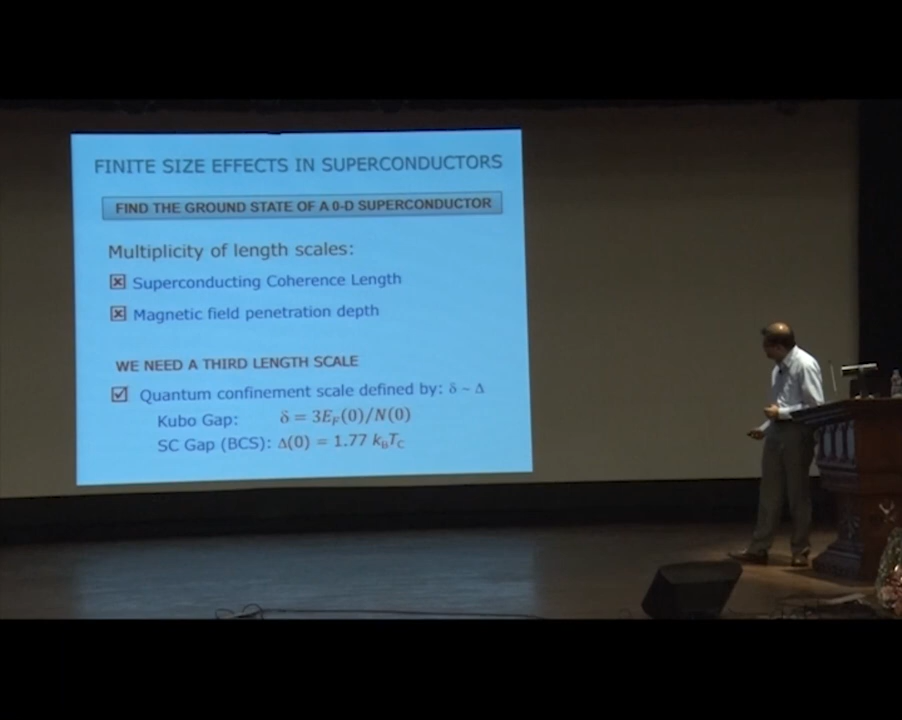 FINITE SIZE EFFECTS IN SUPERCONDUCTORS
FIND THE GROUND STATE OF A 0-D SUPERCONDUCTOR
Multiplicity of length scales:
Superconducting Coherence Length
Magnetic field penetration depth
WE NEED A THIRD LENGTH SCALE
Quantum confinement scale defined by: δ ~ Δ
Kubo Gap: δ = 3E_F(0)/N(0)
SC Gap (BCS): Δ(0) = 1.77 k_BT_C